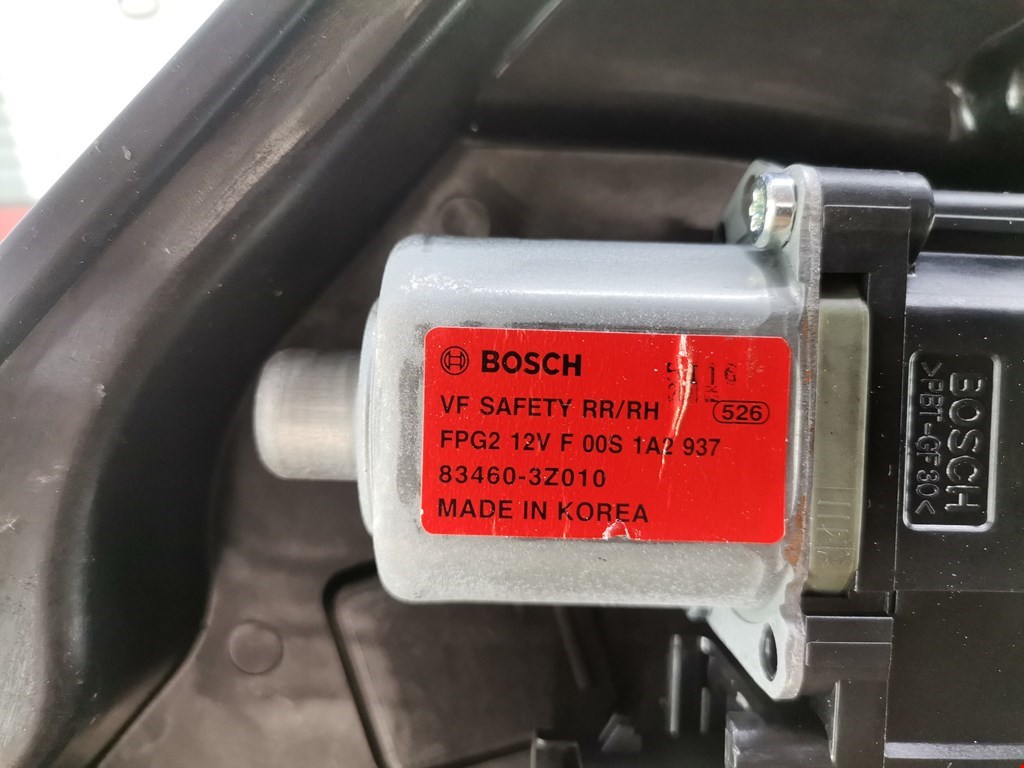 BOSCH
VF SAFETY RR/RH
526
FPG2 12V F 00S 1A2 937
83460-3Z010
MADE IN KOREA
BOSCH
>PBT-GF30<